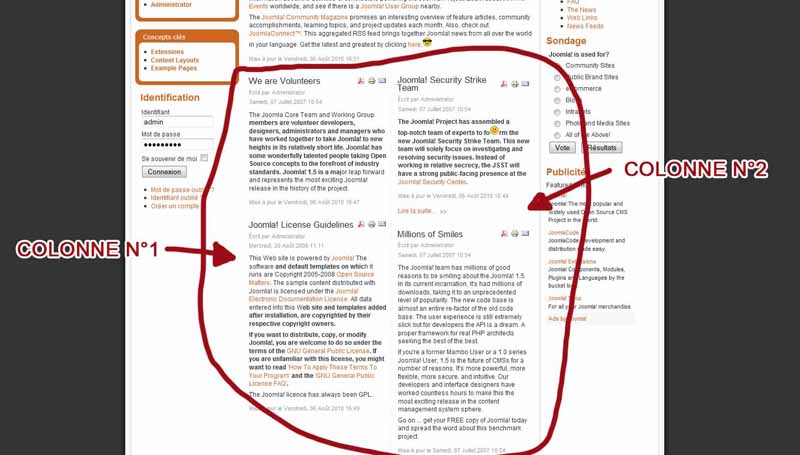 Administrator
Concepts clés
Extensions
Content Layouts
Example Pages
Identification
Identifiant
admin
Mot de passe
Se souvenir de moi
Connexion
Mot de passe
Identifiant oublié
Créer un compte
COLONNE N°1
Events worldwide, and see if there is a Joomla! User Group nearby.
The Joomla! Community Magazine promises an interesting overview of feature articles, community
accomplishments, learning topics, and project updates each month. Also, check out
JoomlaConnect™. This aggregated RSS feed brings together Joomla! news from all over the world
in your language. Get the latest and greatest by clicking here.
Mise à jour le Vendredi, 06 Août 2010 16:51
We are Volunteers
Ecrit par Administrator
Samedi, 07 Juillet 2007 10:54
The Joomla Core Team and Working Group
members are volunteer developers,
designers, administrators and managers who
have worked together to take Joomla! to new
heights in its relatively short life. Joomla! has
some wonderfully talented people taking Open
Source concepts to the forefront of industry
standards. Joomla! 1.5 is a major leap forward
and represents the most exciting Joomla!
release in the history of the project.
Mise à jour le Vendredi, 06 Août 2010 16:47
Joomla! License Guidelines
Ecrit par Administrator
Mercredi, 20 Août 2008 11:11
This Web site is powered by Joomla! The
software and default templates on which it
runs are Copyright 2005-2008 Open Source
Matters. The sample content distributed with
Joomla! is licensed under the Joomla!
Electronic Documentation License. All data
entered into this Web site and templates added
after installation, are copyrighted by their
respective copyright owners.
If you want to distribute, copy, or modify
Joomla!, you are welcome to do so under the
terms of the GNU General Public License. If
you are unfamiliar with this license, you might
want to read 'How To Apply These Terms To
Your Program' and the 'GNU General Public
License FAQ'.
The Joomla! licence has always been GPL.
Mise à jour le Vendredi, 06 Août 2010 16:49
Joomla! Security Strike
Team
Ecrit par Administrator
Samedi, 07 Juillet 2007 10:54
The Joomla! Project has assembled a
top-notch team of experts to form the
new Joomla! Security Strike Team. This new
team will solely focus on investigating and
resolving security issues. Instead of
working in relative secrecy, the JSST will
have a strong public-facing presence at the
Joomla! Security Center.
Mise à jour le Vendredi, 06 Août 2010 16:48
Lire la suite... >>
Millions of Smiles
Ecrit par Administrator
Samedi, 07 Juillet 2007 10:54
The Joomla! team has millions of good
reasons to be smiling about the Joomla! 1.5.
In its current incarnation, it's had millions of
downloads, taking it to an unprecedented
level of popularity. The new code base is
almost an entire re-factor of the old code
base. The user experience is still extremely
slick but for developers the API is a dream. A
proper framework for real PHP architects
seeking the best of the best.
If you're a former Mambo User or a 1.0 series
Joomla! User, 1.5 is the future of CMSs for a
number of reasons. It's more powerful, more
flexible, more secure, and intuitive. Our
developers and interface designers have
worked countless hours to make this the
most exciting release in the content
management system sphere.
Go on ... get your FREE copy of Joomla! today
and spread the word about this benchmark
project.
Mise à jour le Samedi, 07 Juillet 2007 10:54
FAQ
The News
Web Links
News Feeds
Sondage
Joomla! is used for?
Community Sites
Public Brand Sites
eCommerce
Intranets
Photo and Media Sites
All of the Above!
Vote
Résultats
COLONNE N°2
Publicité
Featured
Joomla! The most popular and
widely used Open Source CMS
Project in the world.
JoomlaCode
JoomlaCode, development and
distribution made easy.
Joomla! Extensions
Joomla! Components, Modules,
Plugins and Languages by the
bucket load.
Joomla!
For all your Joomla! merchandise.
Ads by Joomla!